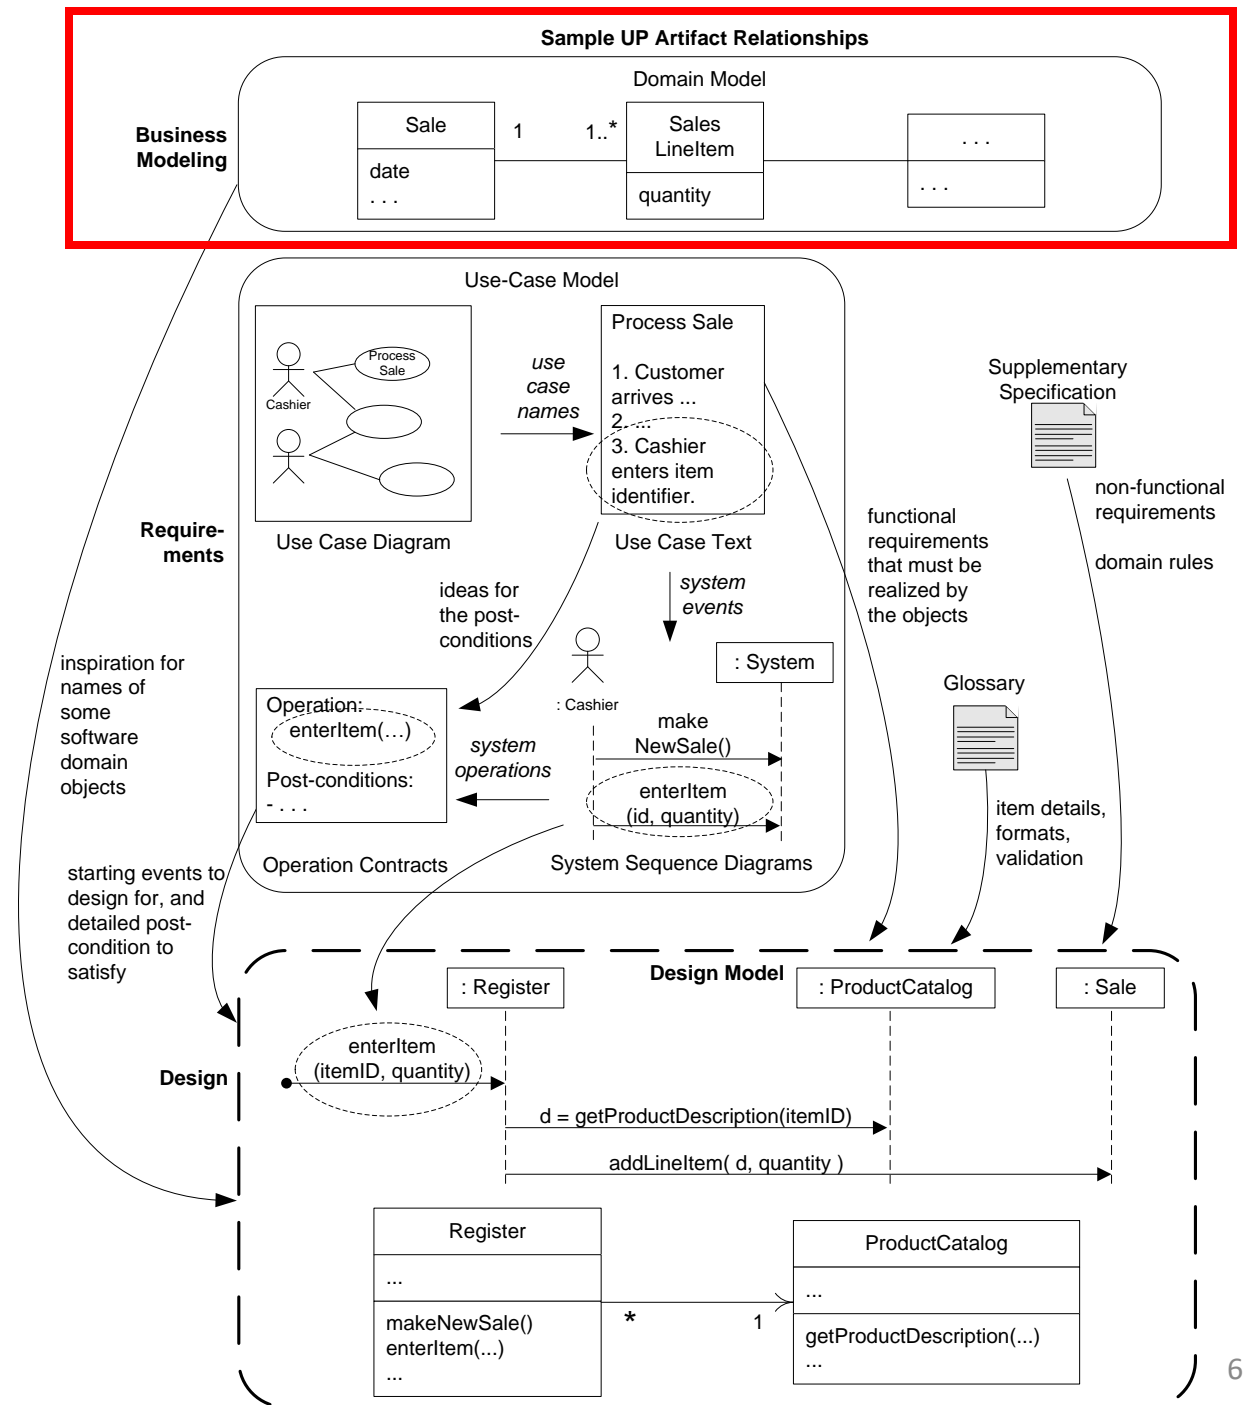 Sample UP Artifact Relationships
Domain Model
Business
Modeling
Sale
date
. . .
1
1..*
Sales
LineItem
quantity
. . .
. . .
Use-Case Model
Require-
ments
Process
Sale
Cashier
Use Case Diagram
use
case
names
Process Sale
1. Customer
arrives ...
2. ...
3. Cashier
enters item
identifier.
Use Case Text
Supplementary
Specification
non-functional
requirements
domain rules
functional
requirements
that must be
realized by
the objects
ideas for
the post-
conditions
system
events
inspiration for
names of
some
software
domain
objects
Operation:
enterItem(…)
Post-conditions:
- . . .
Operation Contracts
system
operations
: Cashier
: System
make
NewSale()
enterItem
(id, quantity)
System Sequence Diagrams
Glossary
item details,
formats,
validation
starting events to
design for, and
detailed post-
condition to
satisfy
Design Model
: Register
: ProductCatalog
: Sale
Design
enterItem
(itemID, quantity)
d = getProductDescription(itemID)
addLineItem( d, quantity )
Register
...
makeNewSale()
enterItem(...)
...
*
1
ProductCatalog
...
getProductDescription(...)
...
6